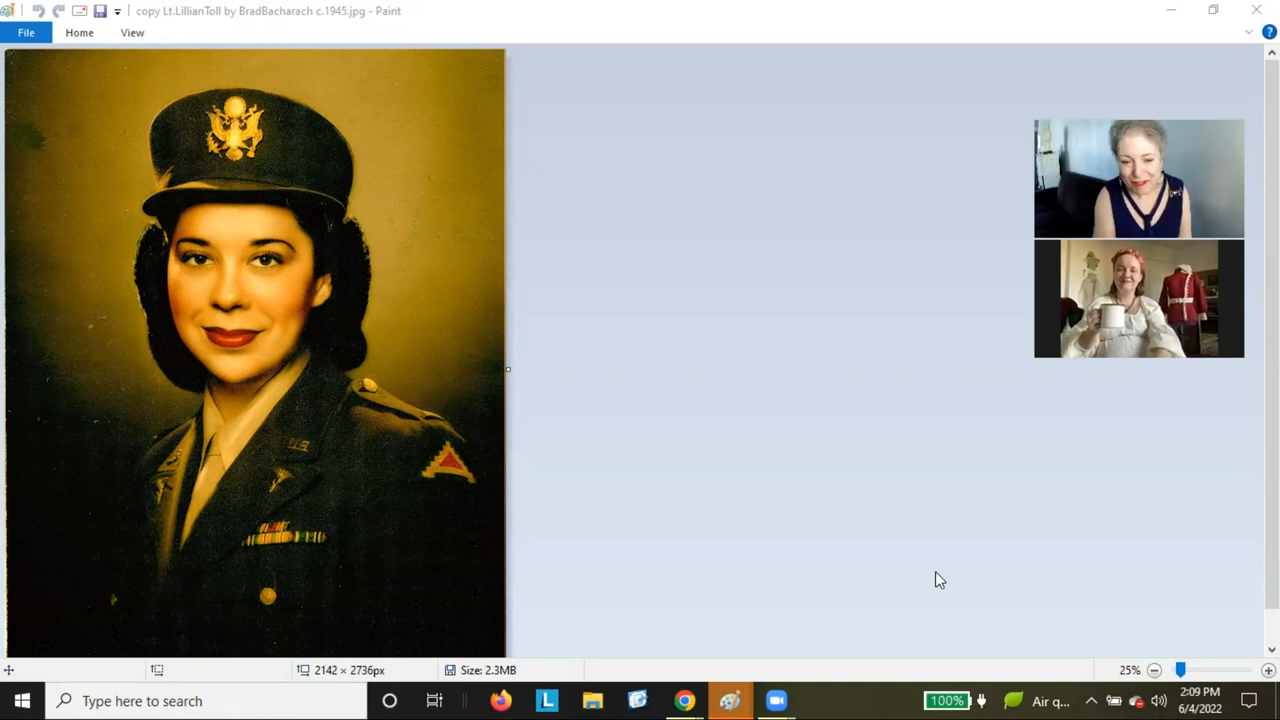 copy Lt.LillianToll by BradBacharach c.1945.jpg - Paint
File Home View
U.S
2142 × 2736px Size: 2.3MB 25%
Type here to search
L
100%
Air q...
2:09 PM
6/4/2022